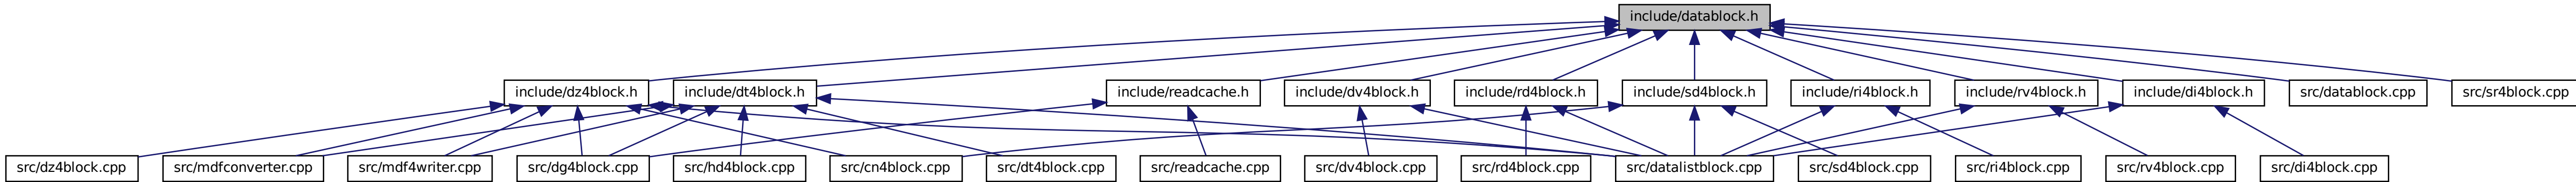 include/datablock.h
include/dz4block.h
include/dt4block.h
include/readcache.h
include/dv4block.h
include/rd4block.h
include/sd4block.h
include/ri4block.h
include/rv4block.h
include/di4block.h
src/datablock.cpp
src/sr4block.cpp
src/dz4block.cpp
src/mdfconverter.cpp
src/mdf4writer.cpp
src/dg4block.cpp
src/hd4block.cpp
src/cn4block.cpp
src/dt4block.cpp
src/readcache.cpp
src/dv4block.cpp
src/rd4block.cpp
src/datalistblock.cpp
src/sd4block.cpp
src/ri4block.cpp
src/rv4block.cpp
src/di4block.cpp